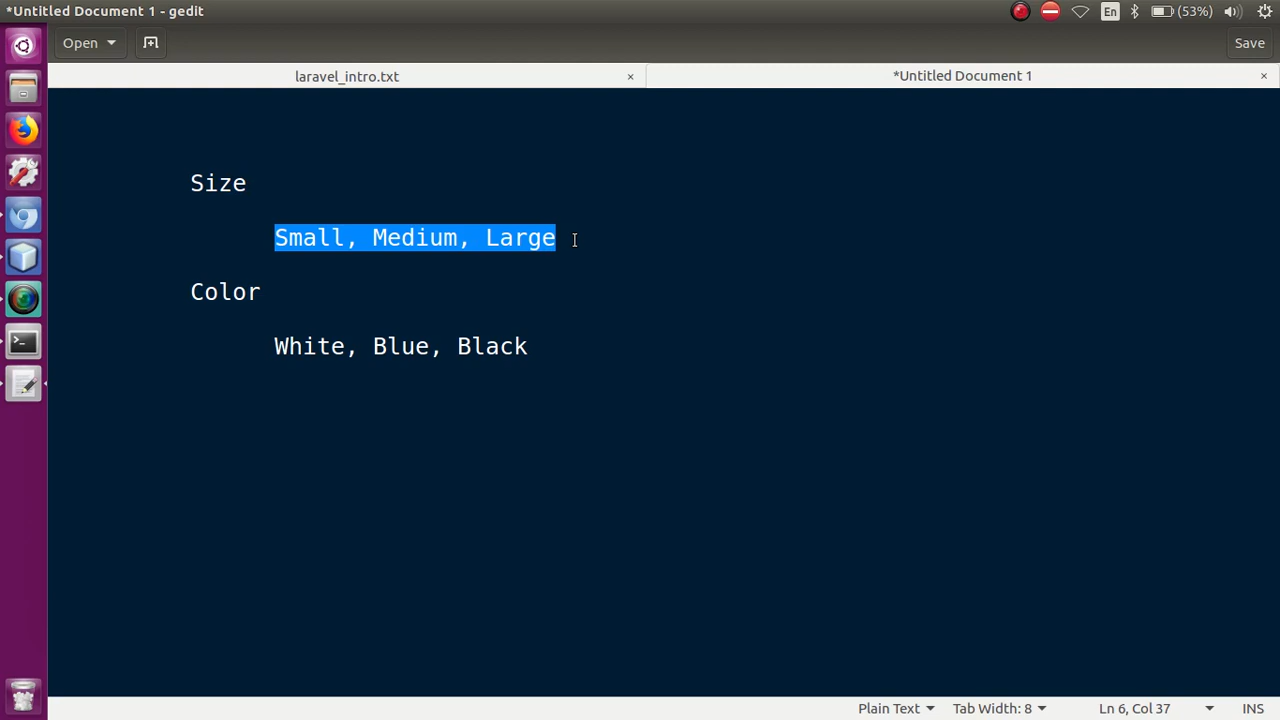 *Untitled Document 1 - gedit
En
(53%)
Open
Save
laravel_intro.txt ×
*Untitled Document 1 ×
Size
Small, Medium, Large
Color
White, Blue, Black
Plain Text
Tab Width: 8
Ln 6, Col 37
INS